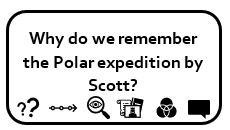 Why do we remember
the Polar expedition by
Scott?
??